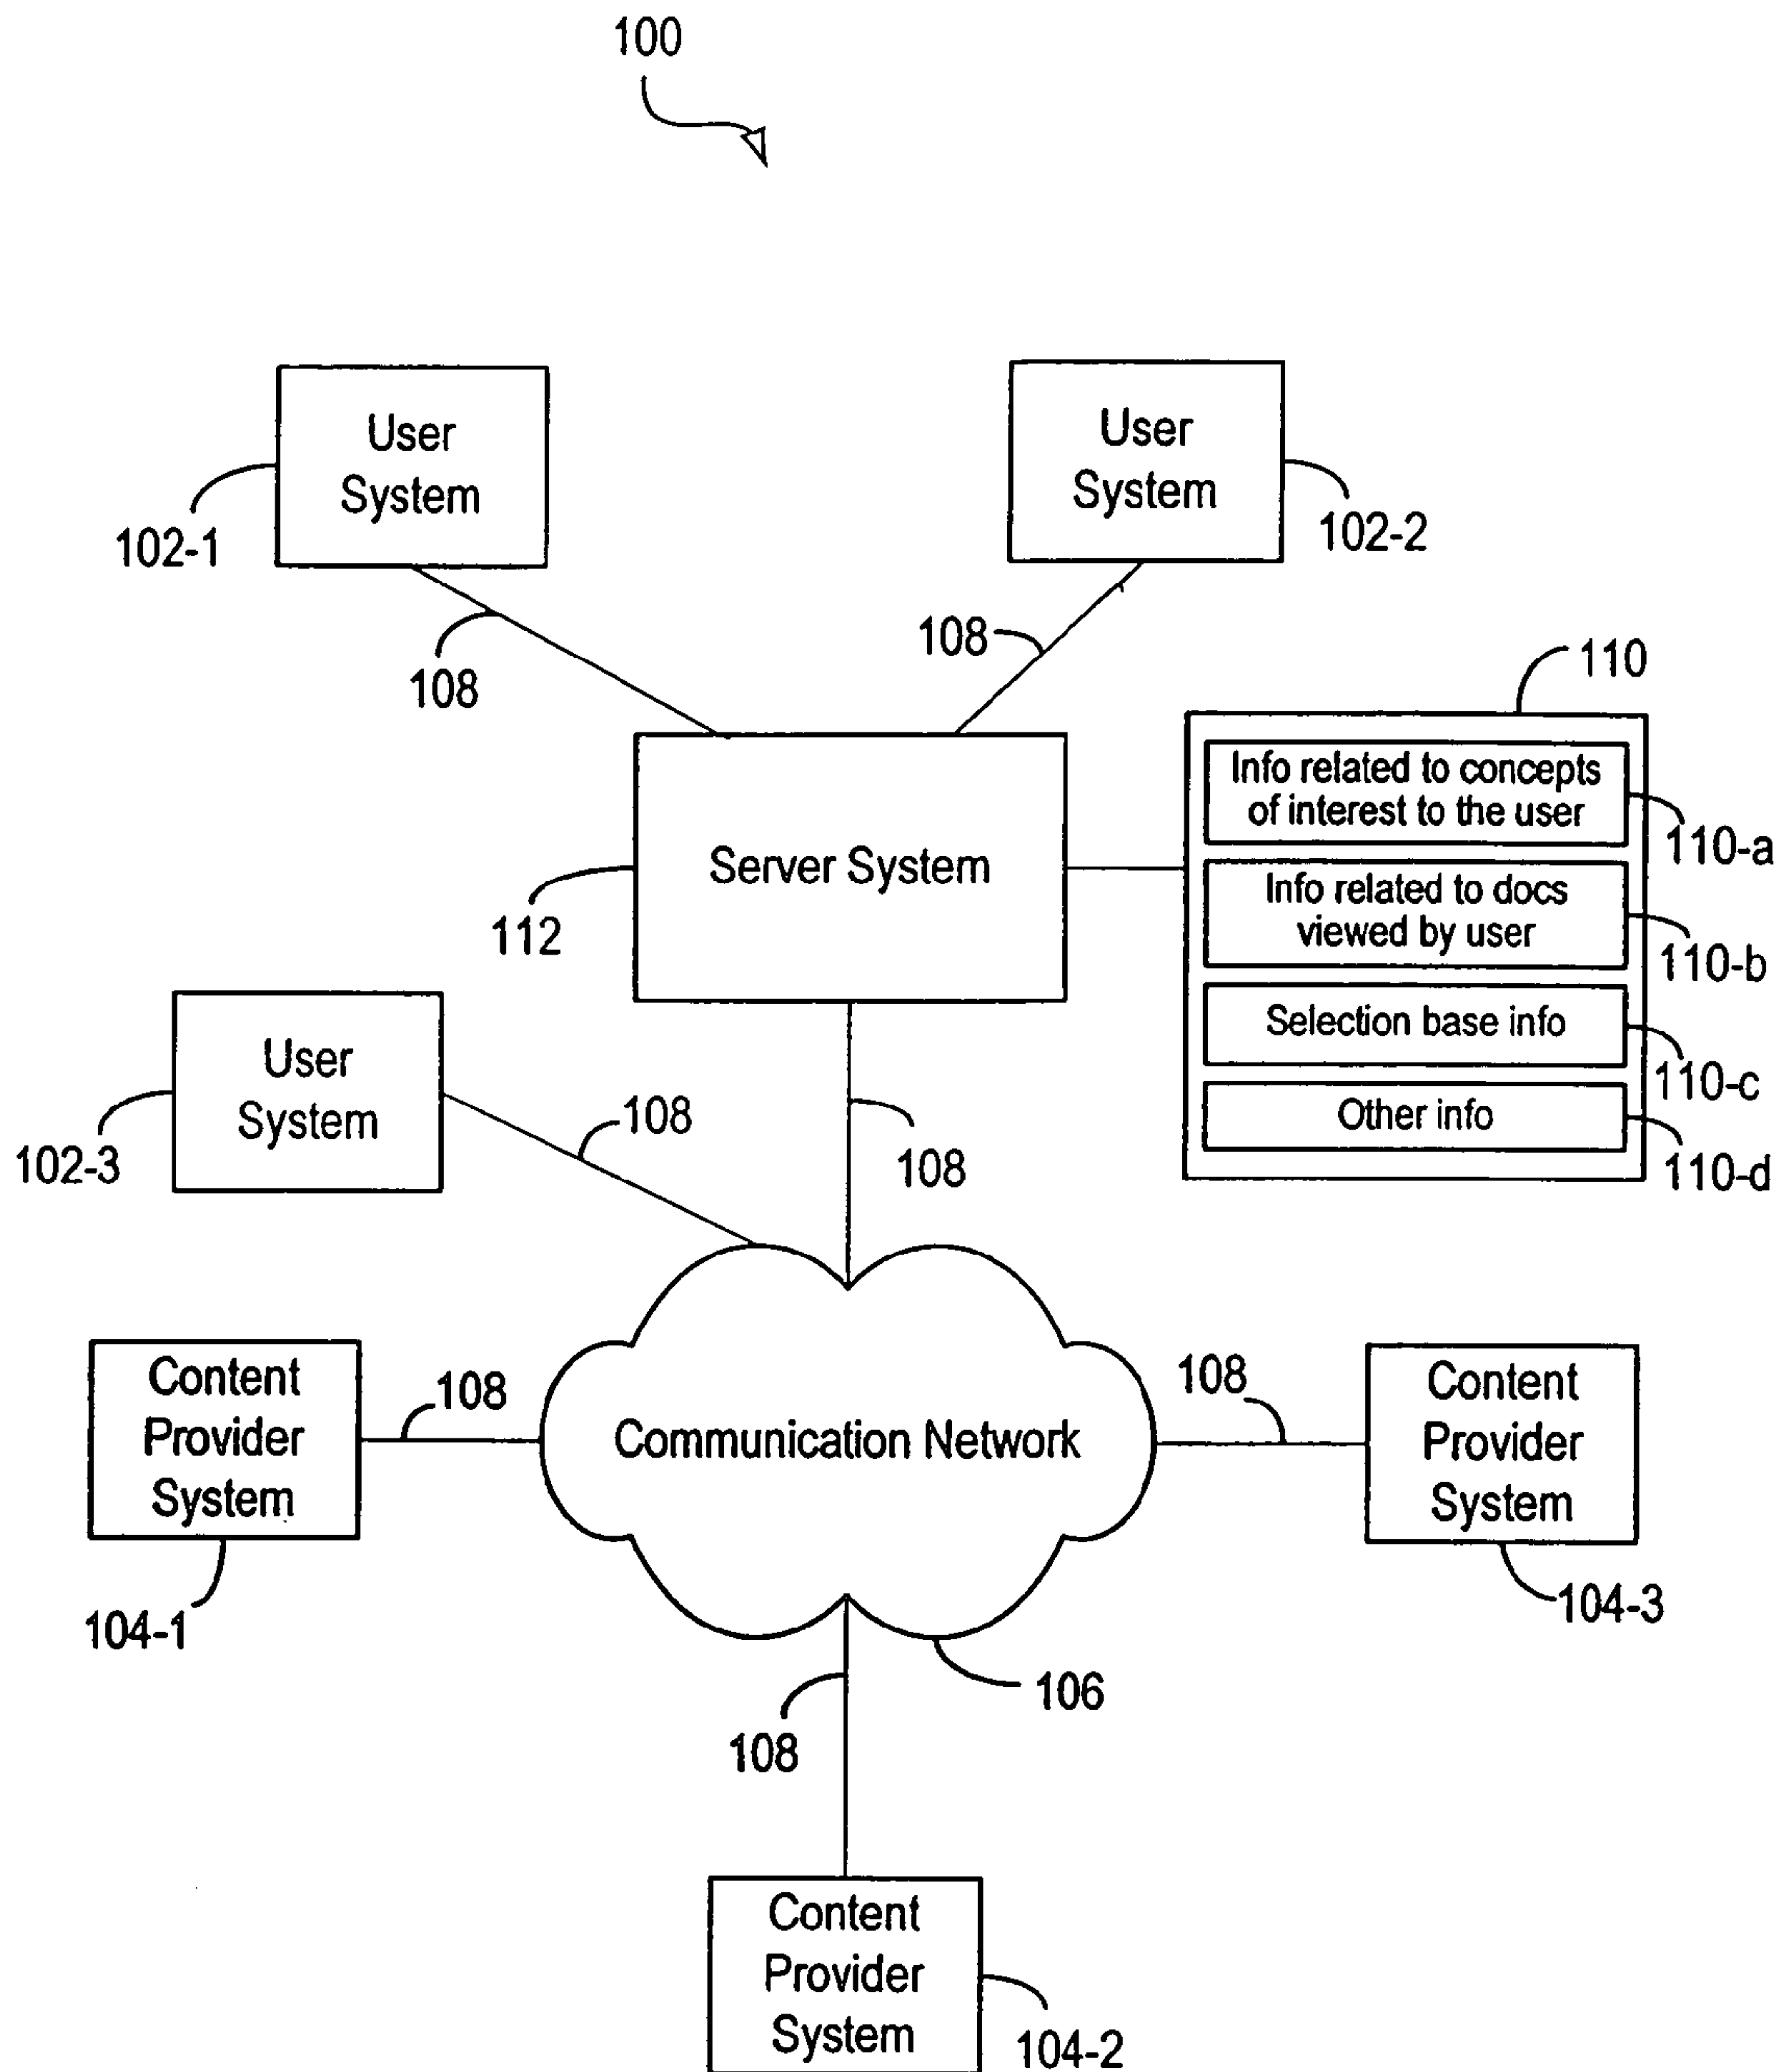 100
User
System
102-1
User
System
102-2
108
108
110
Info related to concepts
of interest to the user
110-a
Server System
112
Info related to docs
viewed by user
110-b
Selection base info
110-c
Other info
110-d
User
System
102-3
108
108
Content
Provider
System
104-1
108
Communication Network
108
Content
Provider
System
104-3
106
108
Content
Provider
System
104-2